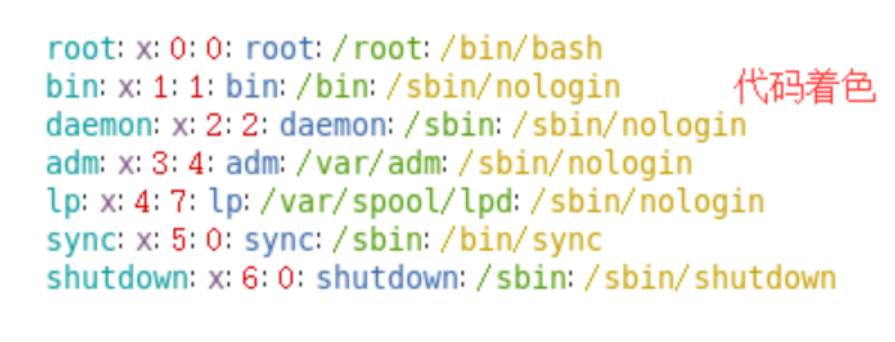 root:x:0:0:root:/root:/bin/bash
bin:x:1:1:bin:/bin:/sbin/nologin
代码着色
daemon:x:2:2:daemon:/sbin:/sbin/nologin
adm:x:3:4:adm:/var/adm:/sbin/nologin
lp:x:4:7:lp:/var/spool/lpd:/sbin/nologin
sync:x:5:0:sync:/sbin:/bin/sync
shutdown:x:6:0:shutdown:/sbin:/sbin/shutdown